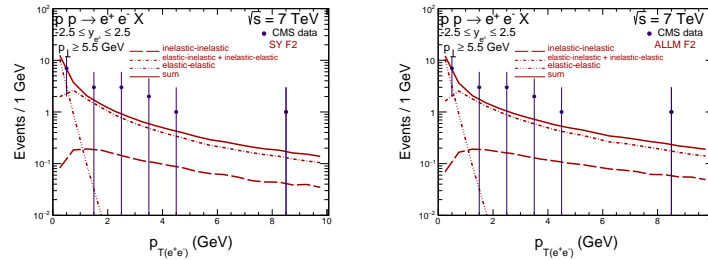 p p → e⁺ e⁻ X
√s = 7 TeV
-2.5 ≤ y_e± ≤ 2.5
CMS data
p_T ≥ 5.5 GeV
SY F2
inelastic-inelastic
elastic-inelastic + inelastic-elastic
elastic-elastic
sum
Events / 1 GeV
10²
10
1
10⁻¹
10⁻²
0 2 4 6 8 10
p_T(e⁺e⁻) (GeV)
p p → e⁺ e⁻ X
√s = 7 TeV
-2.5 ≤ y_e± ≤ 2.5
CMS data
p_T ≥ 5.5 GeV
ALLM F2
inelastic-inelastic
elastic-inelastic + inelastic-elastic
elastic-elastic
sum
Events / 1 GeV
10²
10
1
10⁻¹
10⁻²
0 2 4 6 8 10
p_T(e⁺e⁻) (GeV)